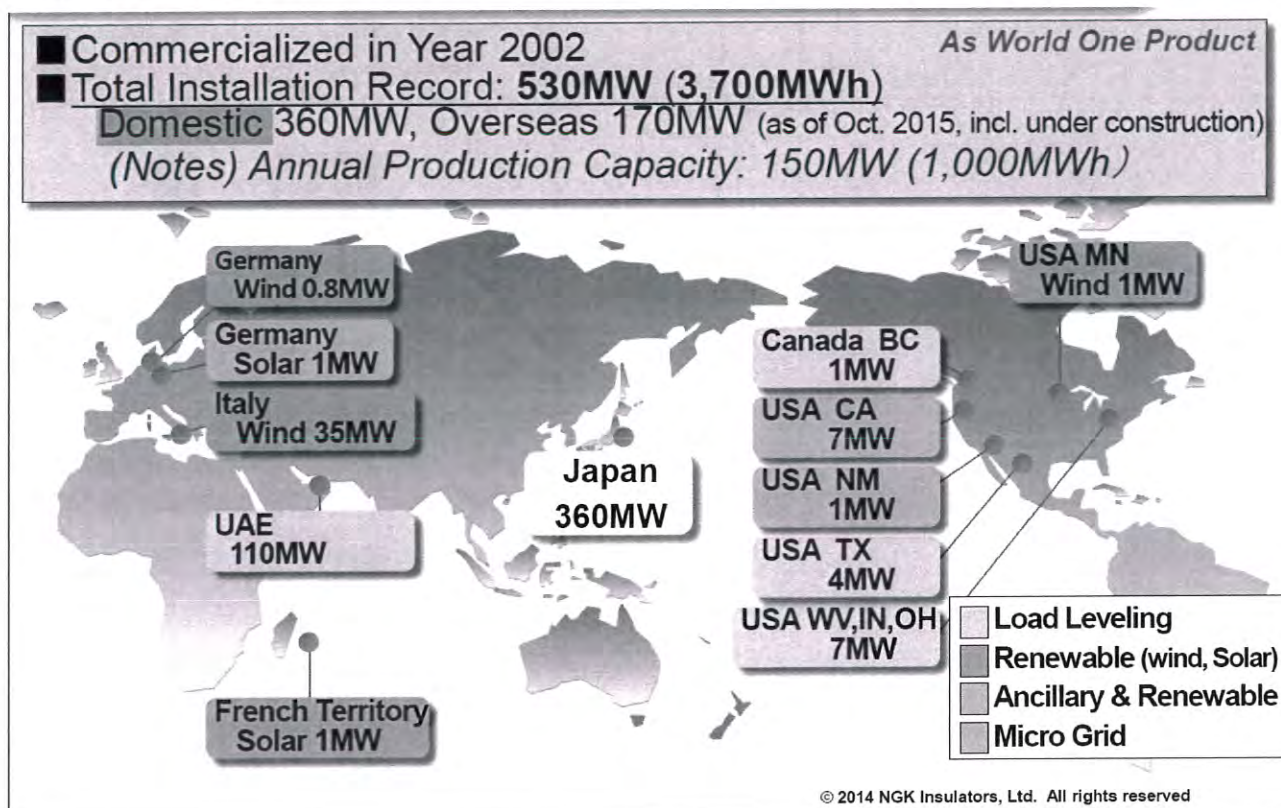 ■ Commercialized in Year 2002
As World One Product
■ Total Installation Record: 530MW (3,700MWh)
Domestic 360MW, Overseas 170MW (as of Oct. 2015, incl. under construction)
(Notes) Annual Production Capacity: 150MW (1,000MWh)
Germany
Wind 0.8MW
Germany
Solar 1MW
Italy
Wind 35MW
UAE
110MW
French Territory
Solar 1MW
Japan
360MW
USA MN
Wind 1MW
Canada BC
1MW
USA CA
7MW
USA NM
1MW
USA TX
4MW
USA WV,IN,OH
7MW
Load Leveling
Renewable (wind, Solar)
Ancillary & Renewable
Micro Grid
© 2014 NGK Insulators, Ltd. All rights reserved